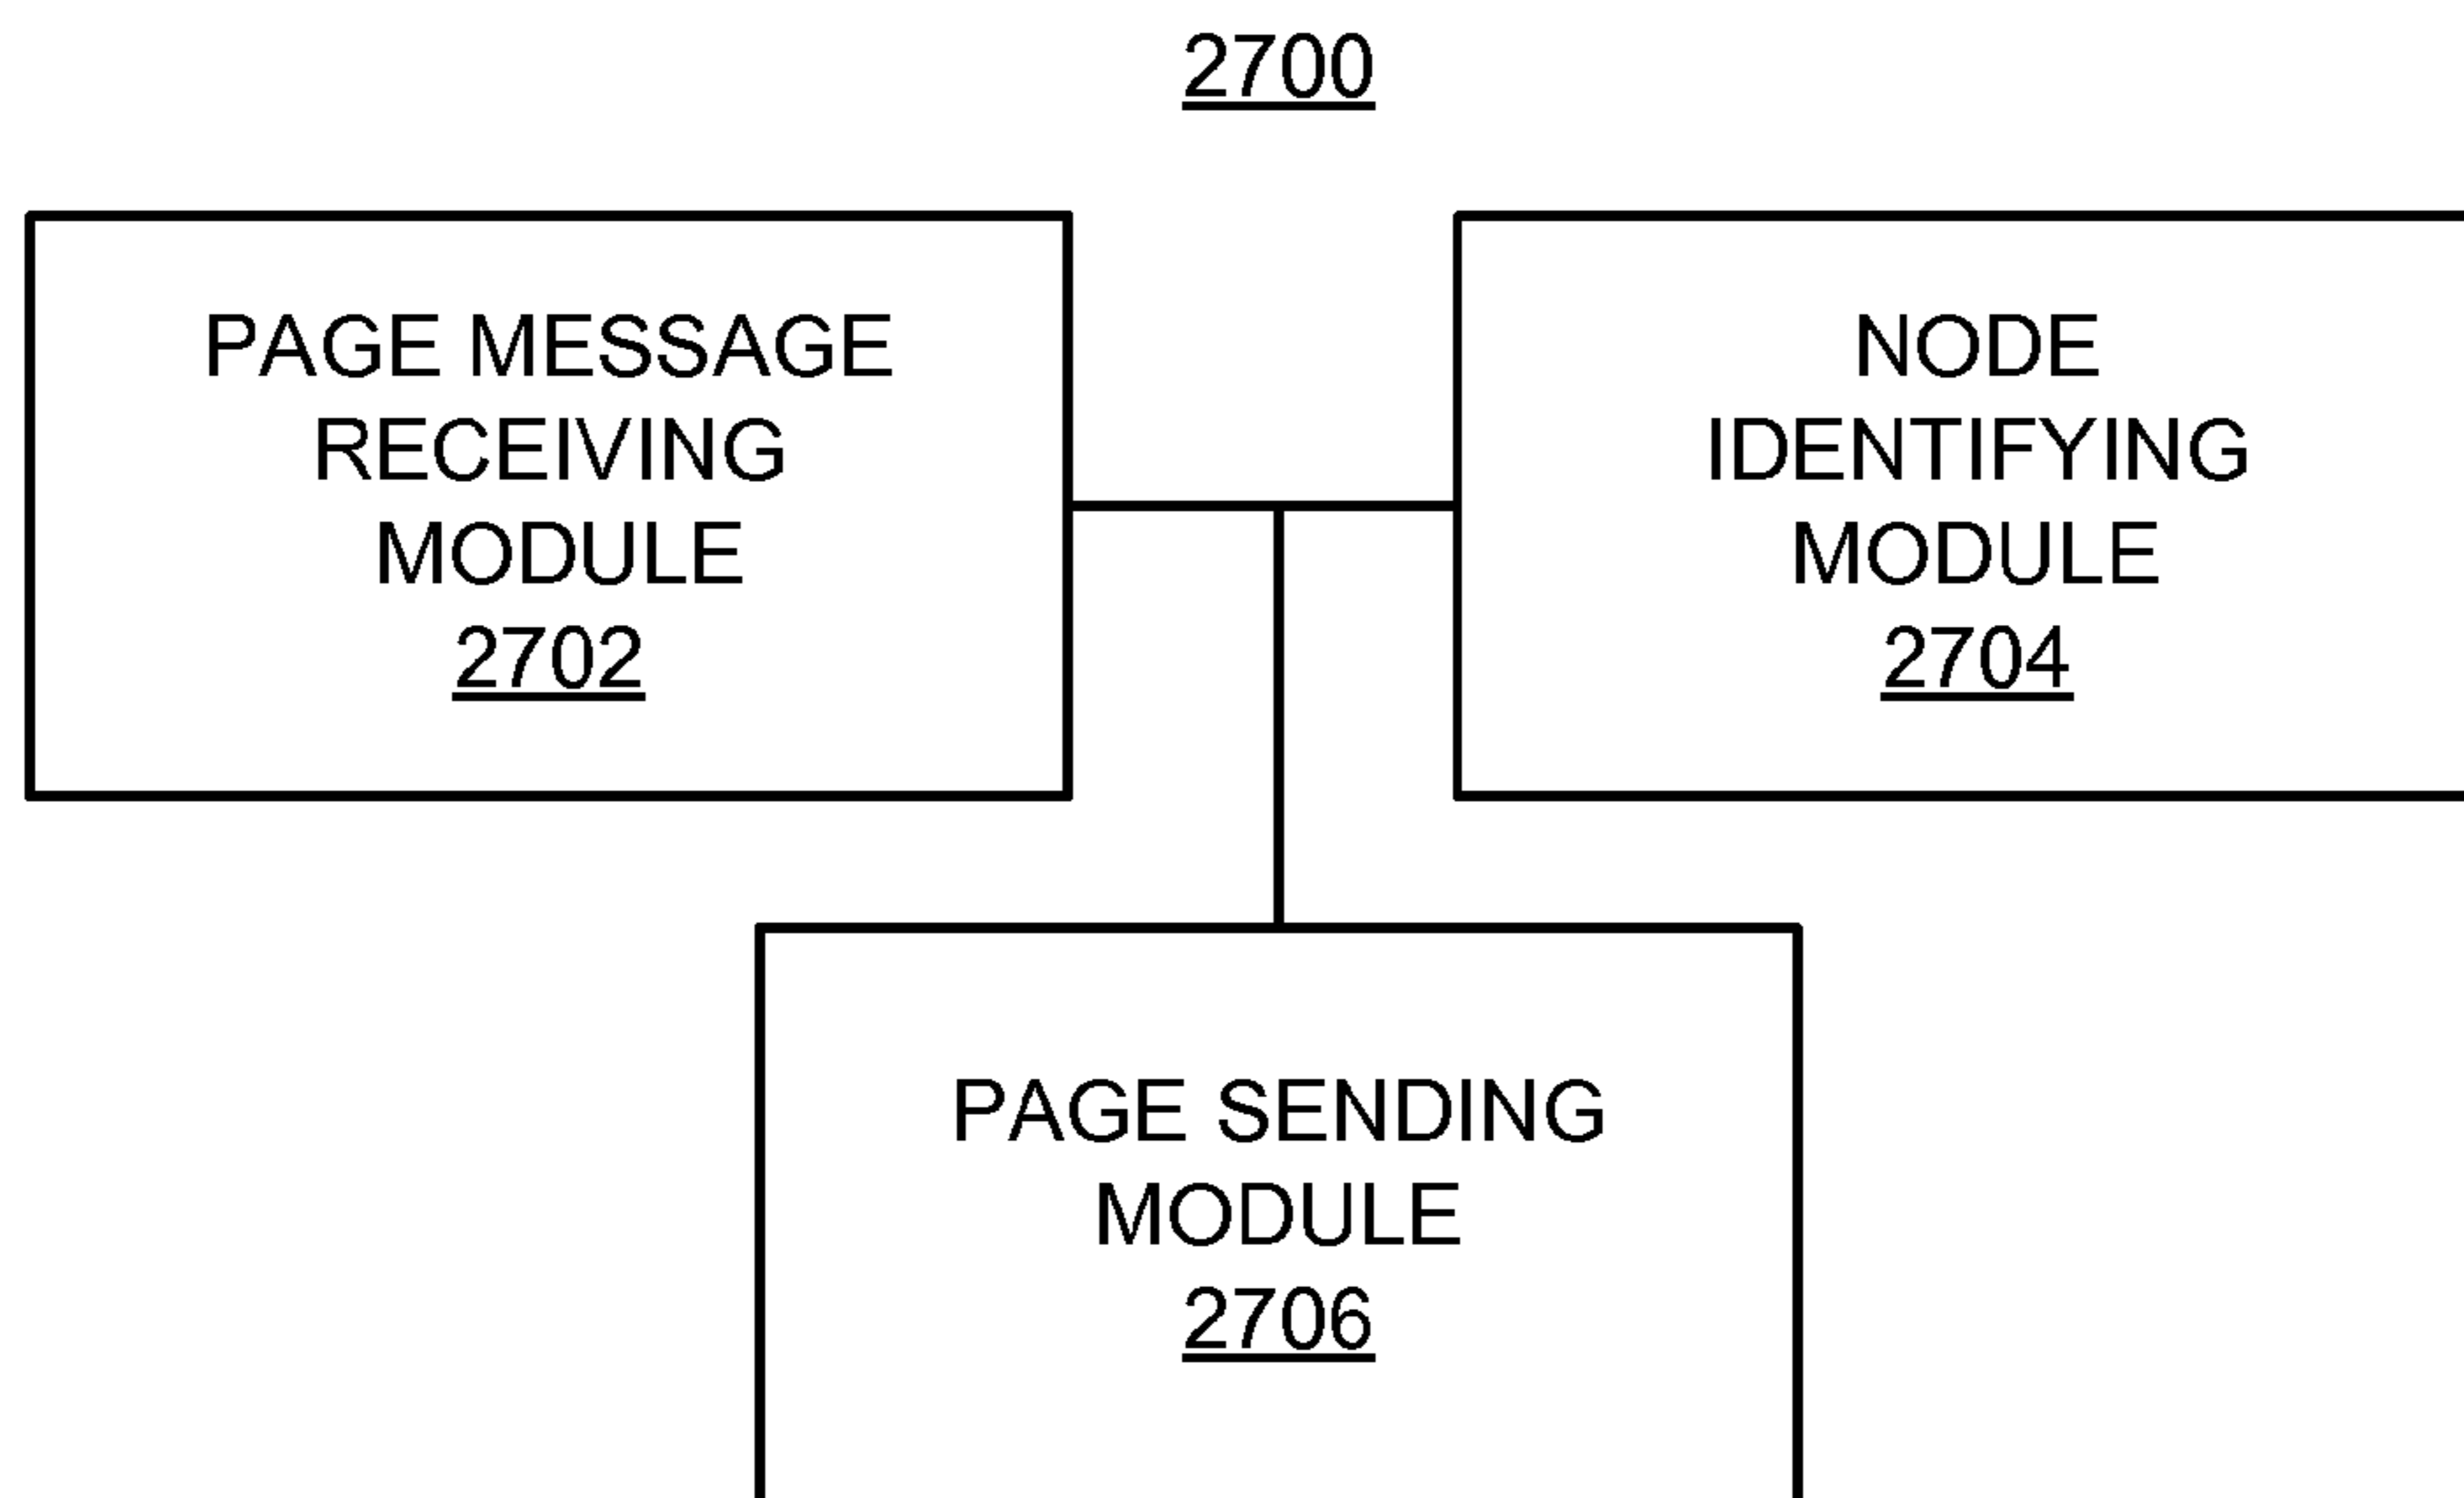 2700
PAGE MESSAGE
RECEIVING
MODULE
2702
NODE
IDENTIFYING
MODULE
2704
PAGE SENDING
MODULE
2706